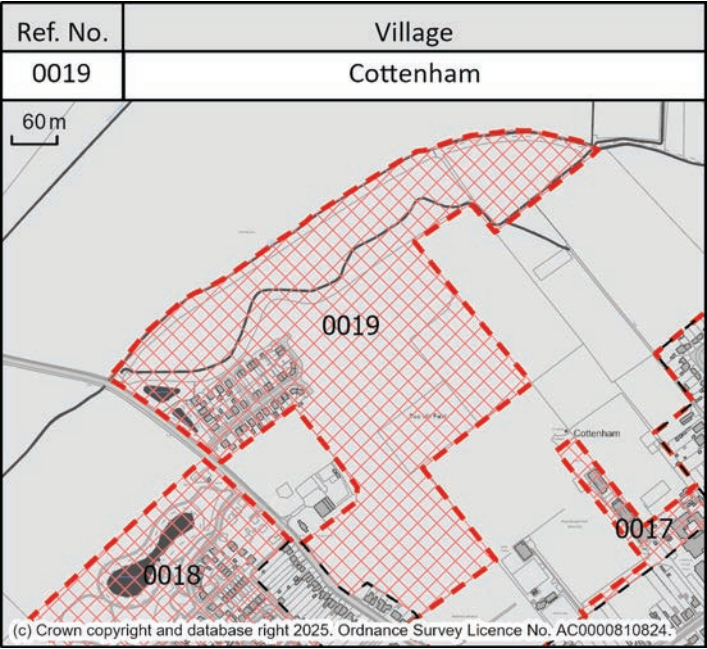 Ref. No. Village
0019 Cottenham
60 m
0019
Cottenham
0017
0018
(c) Crown copyright and database right 2025. Ordnance Survey Licence No. AC0000810824.